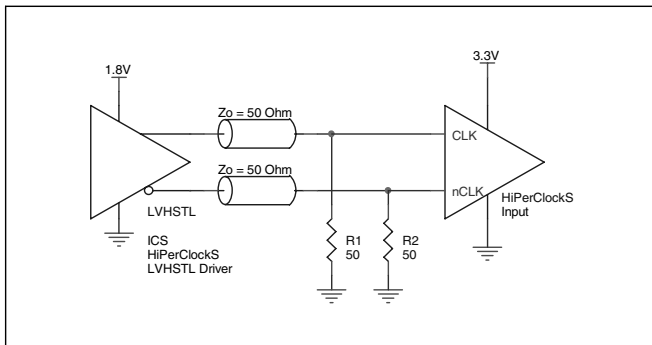 1.8V
3.3V
Zo = 50 Ohm
CLK
Zo = 50 Ohm
nCLK
HiPerClockS
Input
LVHSTL
ICS
HiPerClockS
LVHSTL Driver
R1
50
R2
50